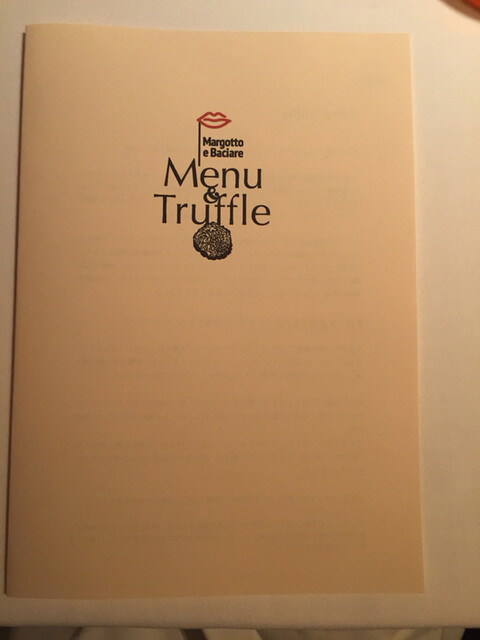 Margotto
e Baciare
Menu
&
Truffle